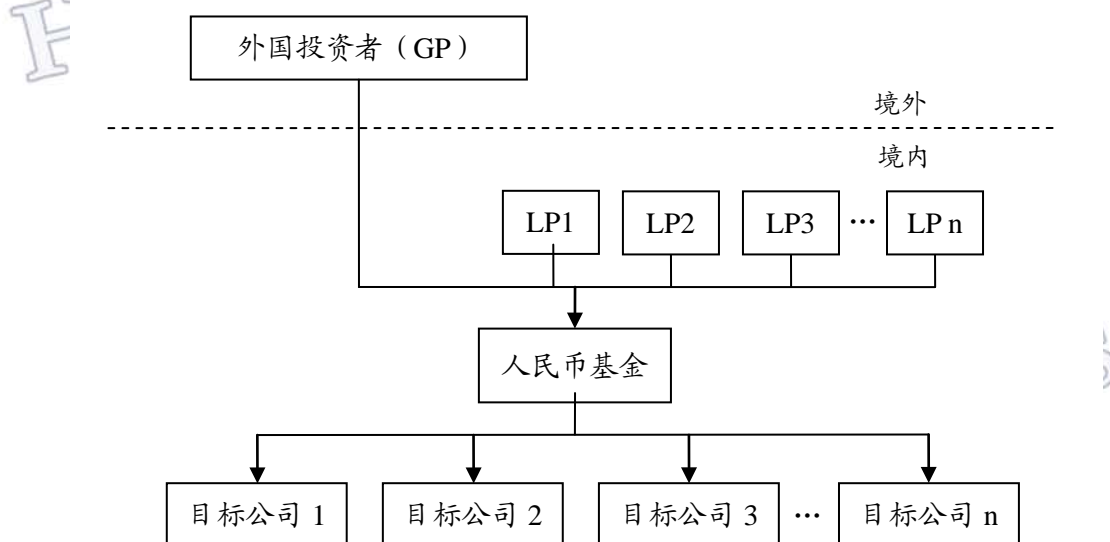 外国投资者（GP）
境外
境内
LP1 LP2 LP3 … LP n
人民币基金
目标公司 1 目标公司 2 目标公司 3 … 目标公司 n